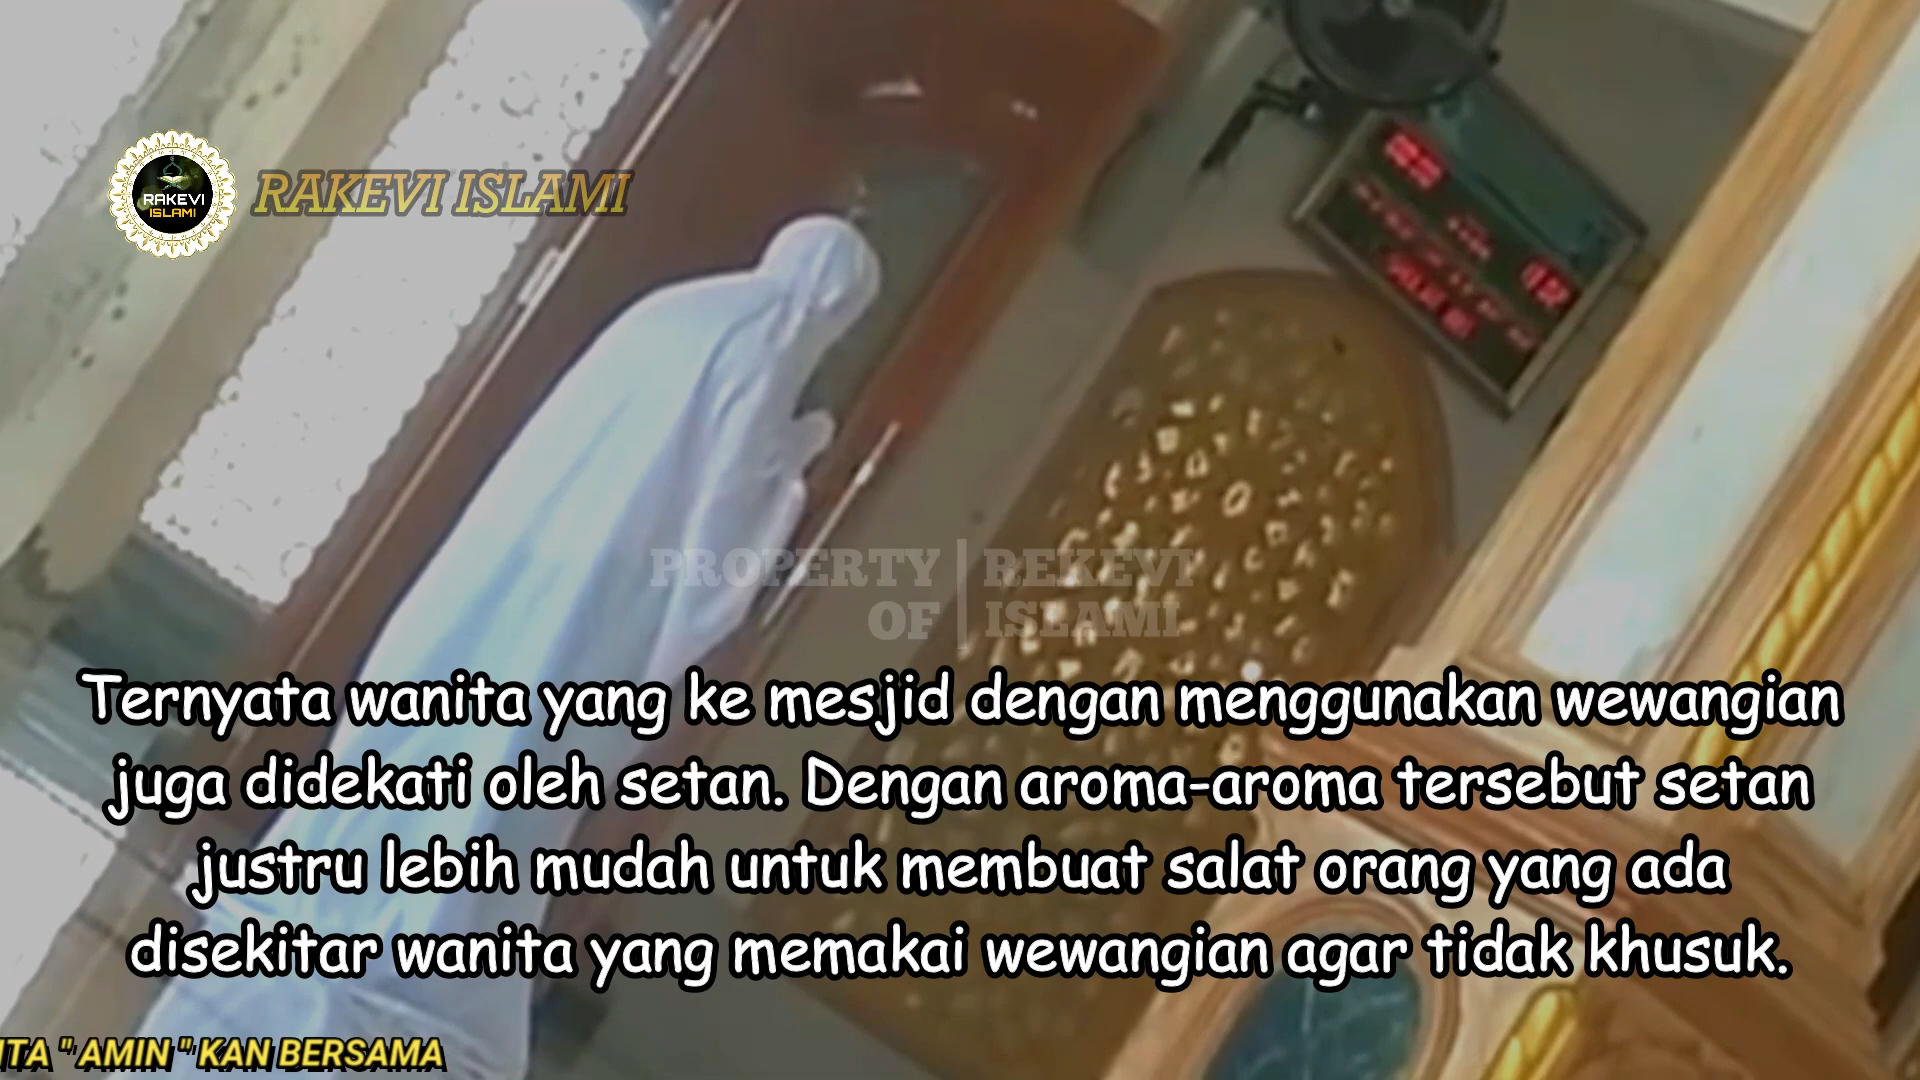 RAKEVI
ISLAMI
RAKEVI ISLAMI
PROPERTY OF
REKEVI ISLAMI
Ternyata wanita yang ke mesjid dengan menggunakan wewangian
juga didekati oleh setan. Dengan aroma-aroma tersebut setan
justru lebih mudah untuk membuat salat orang yang ada
disekitar wanita yang memakai wewangian agar tidak khusuk.
ITA " AMIN " KAN BERSAMA